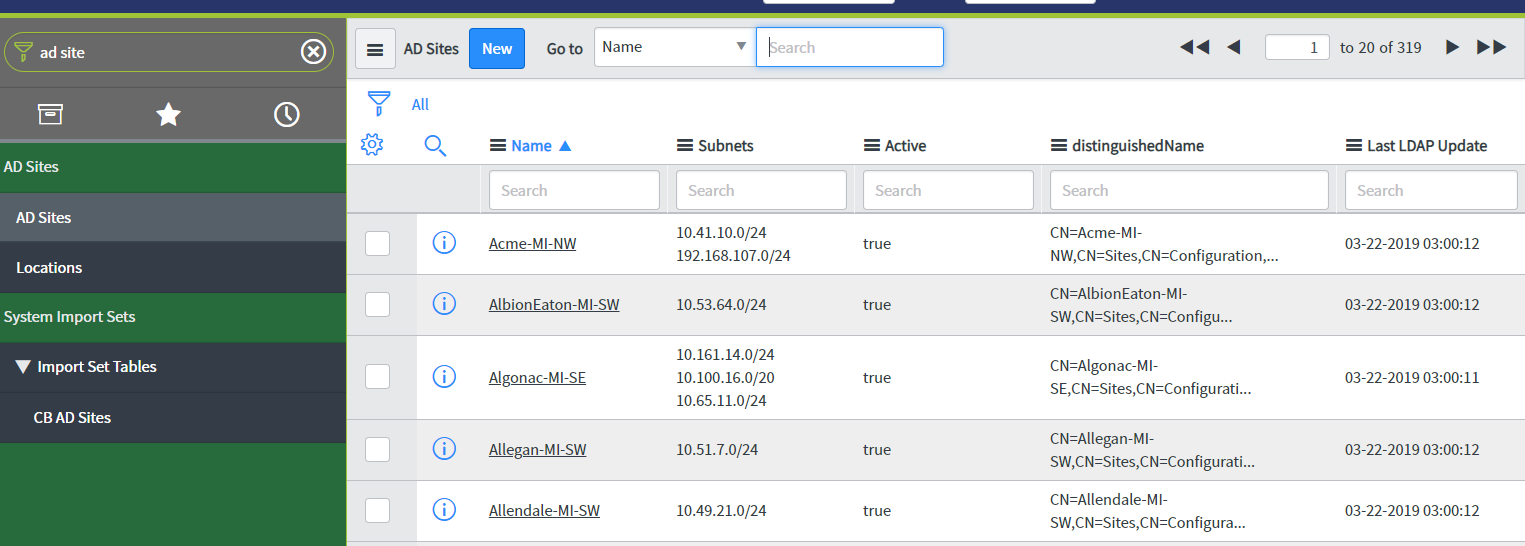 ad site
AD Sites
AD Sites
Locations
System Import Sets
Import Set Tables
CB AD Sites
AD Sites New Go to Name Search 1 to 20 of 319
All
Name Subnets Active distinguishedName Last LDAP Update
Search Search Search Search Search
Acme-MI-NW
10.41.10.0/24
192.168.107.0/24
true
CN=Acme-MI-
NW,CN=Sites,CN=Configuration,...
03-22-2019 03:00:12
AlbionEaton-MI-SW
10.53.64.0/24
true
CN=AlbionEaton-MI-
SW,CN=Sites,CN=Configu...
03-22-2019 03:00:12
Algonac-MI-SE
10.161.14.0/24
10.100.16.0/20
10.65.11.0/24
true
CN=Algonac-MI-
SE,CN=Sites,CN=Configurati...
03-22-2019 03:00:11
Allegan-MI-SW
10.51.7.0/24
true
CN=Allegan-MI-
SW,CN=Sites,CN=Configurati...
03-22-2019 03:00:12
Allendale-MI-SW
10.49.21.0/24
true
CN=Allendale-MI-
SW,CN=Sites,CN=Configura...
03-22-2019 03:00:12